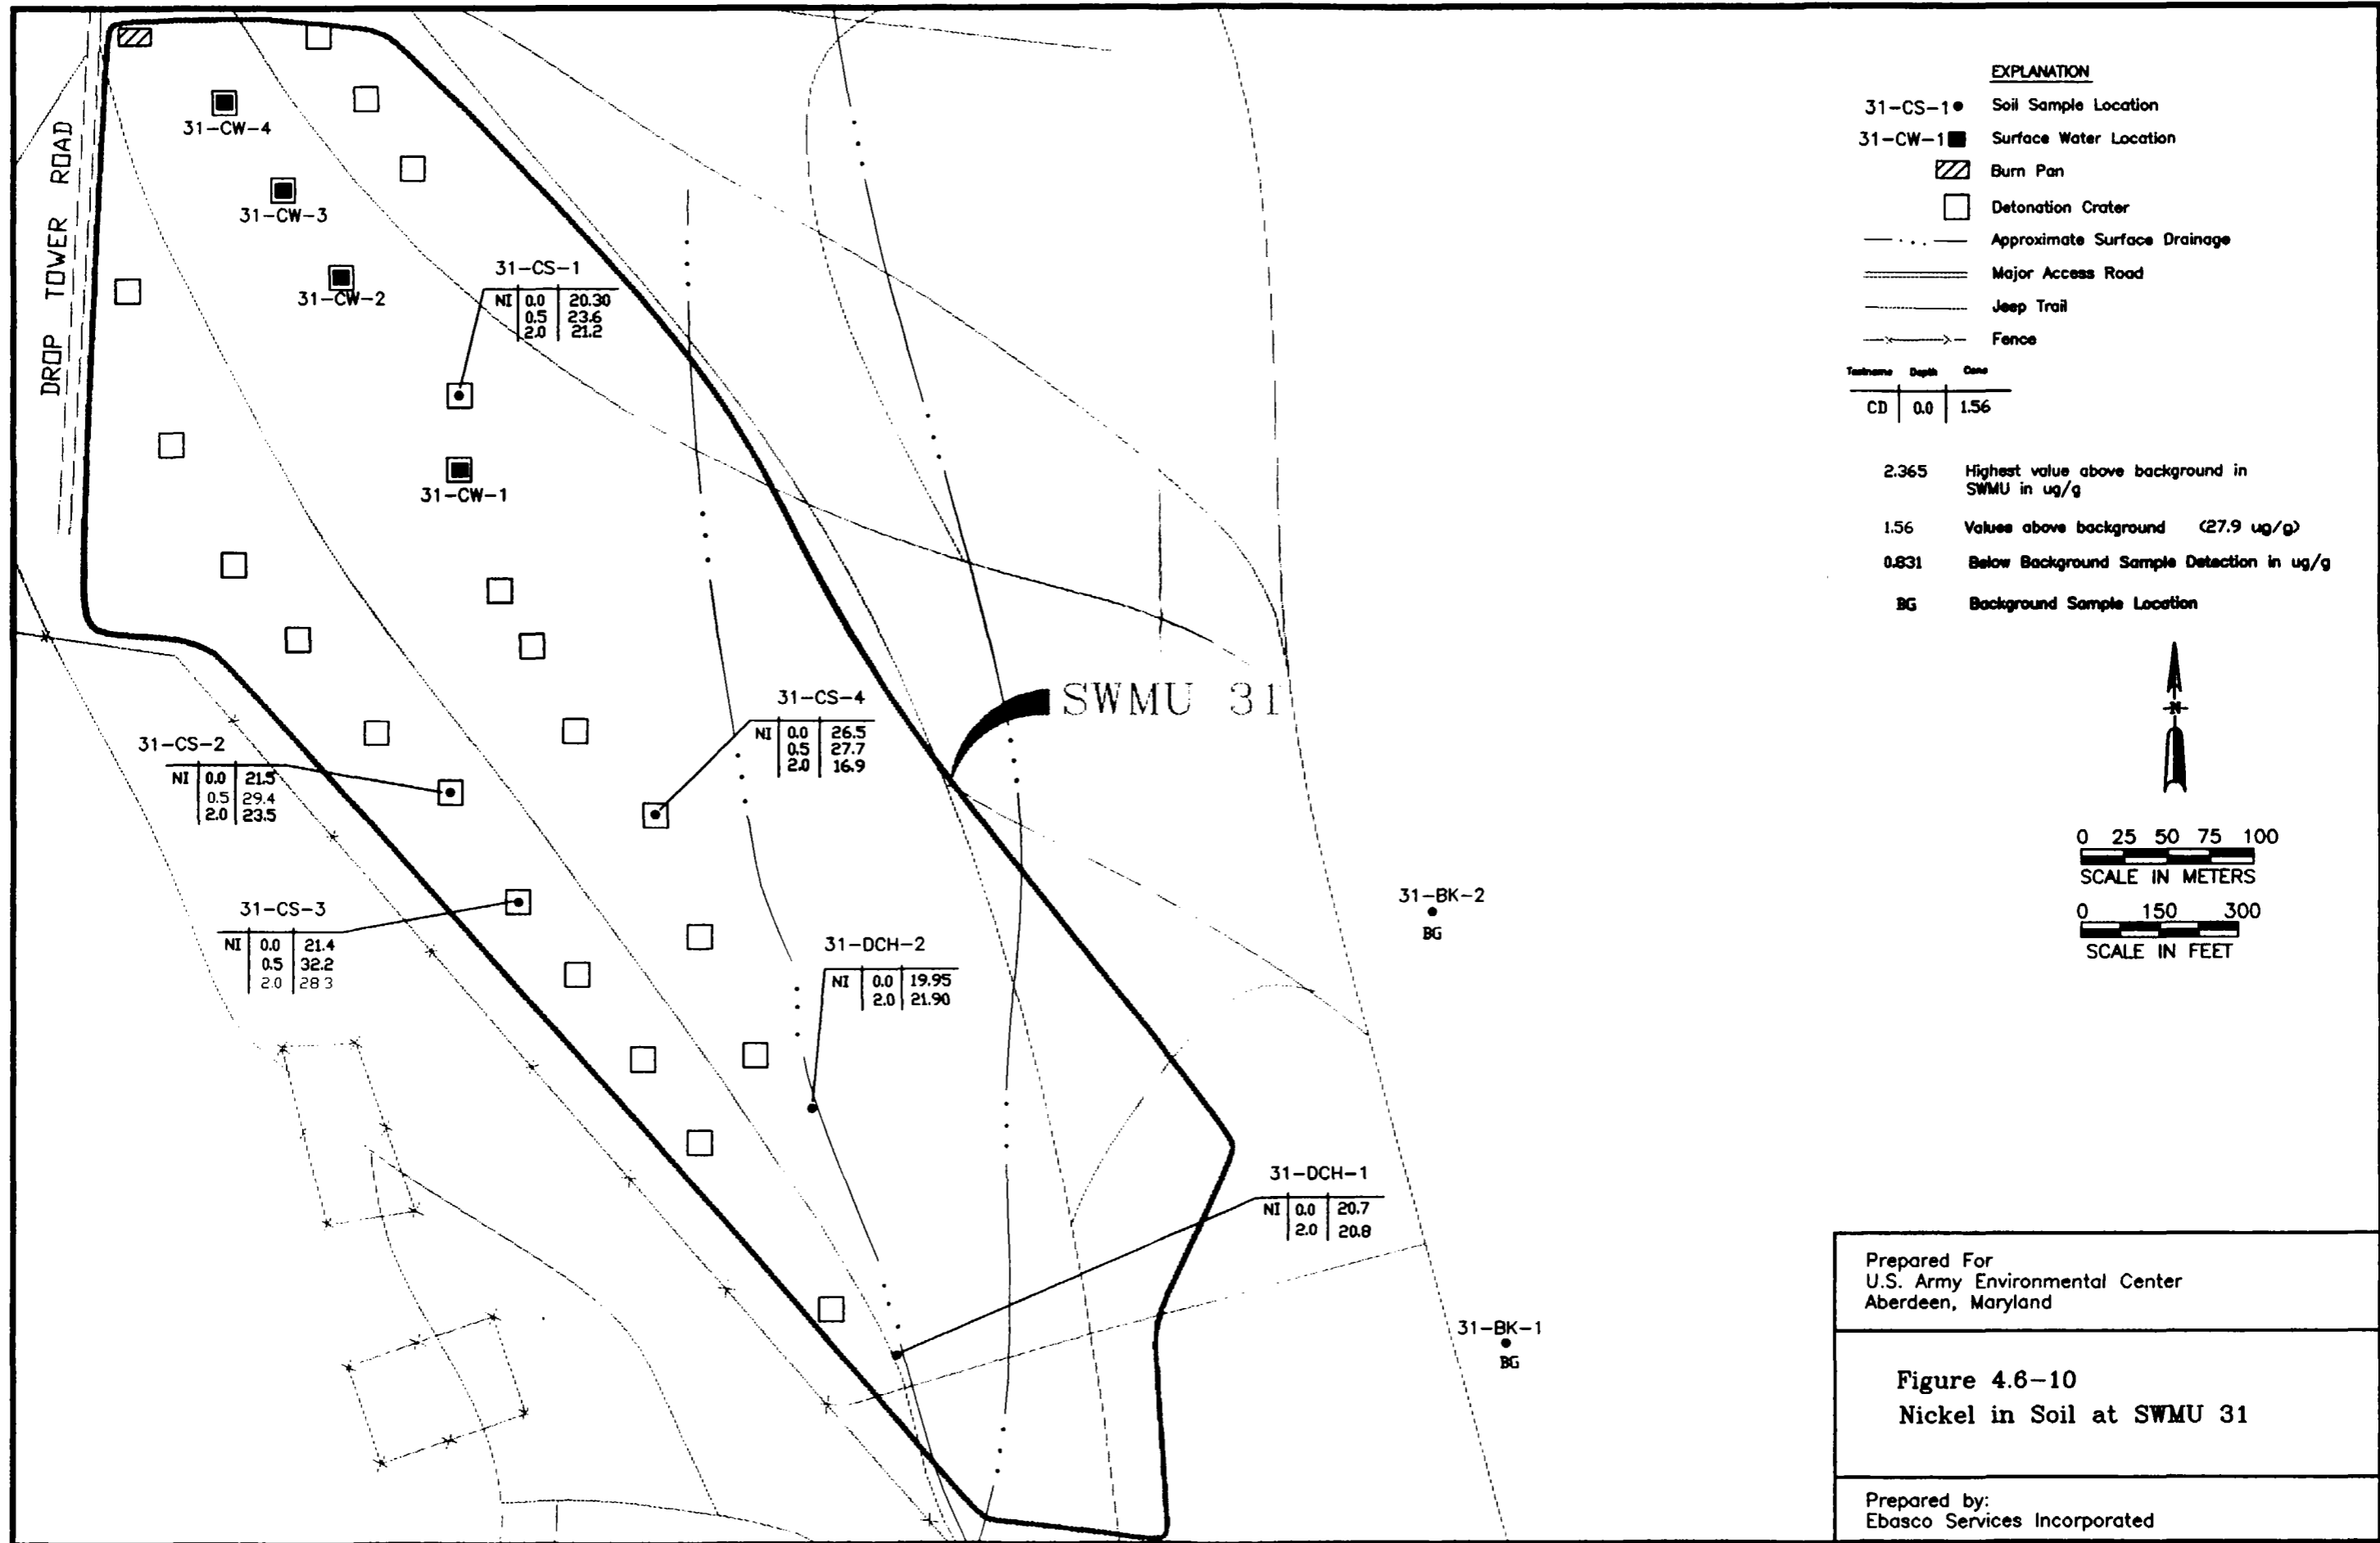 DROP TOWER ROAD
31-CW-4
31-CW-3
31-CW-2
31-CS-1
NI 0.0 20.30
0.5 23.6
2.0 21.2
31-CW-1
SWMU 31
31-CS-4
NI 0.0 26.5
0.5 27.7
2.0 16.9
31-CS-2
NI 0.0 21.5
0.5 29.4
2.0 23.5
31-CS-3
NI 0.0 21.4
0.5 32.2
2.0 28.3
31-DCH-2
NI 0.0 19.95
2.0 21.90
31-DCH-1
NI 0.0 20.7
2.0 20.8
31-BK-2
BG
31-BK-1
BG
EXPLANATION
31-CS-1 Soil Sample Location
31-CW-1 Surface Water Location
Burn Pan
Detonation Crater
Approximate Surface Drainage
Major Access Road
Jeep Trail
Fence
Testname Depth Conc
CD 0.0 1.56
2.365 Highest value above background in
SWMU in ug/g
1.56 Values above background (27.9 ug/g)
0.831 Below Background Sample Detection in ug/g
BG Background Sample Location
N
0 25 50 75 100
SCALE IN METERS
0 150 300
SCALE IN FEET
Prepared For
U.S. Army Environmental Center
Aberdeen, Maryland
Figure 4.6-10
Nickel in Soil at SWMU 31
Prepared by:
Ebasco Services Incorporated